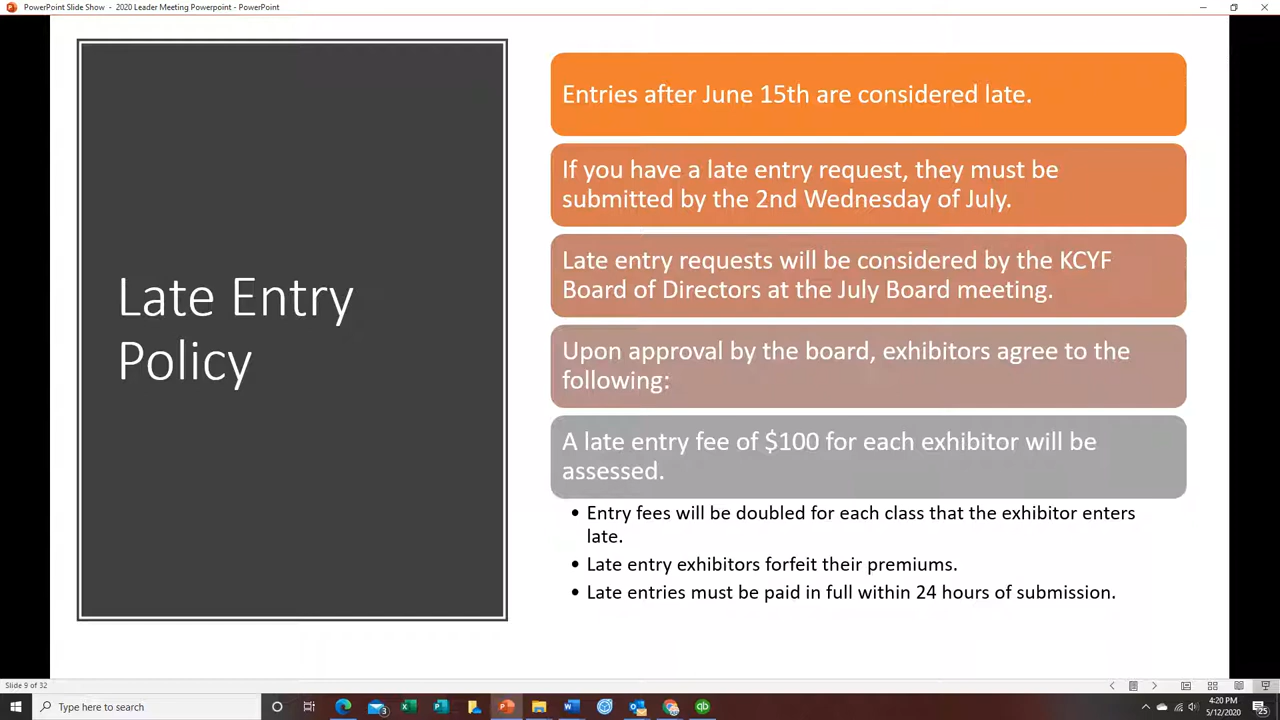 PowerPoint Slide Show - 2020 Leader Meeting Powerpoint - PowerPoint
Late Entry
Policy
Entries after June 15th are considered late.
If you have a late entry request, they must be
submitted by the 2nd Wednesday of July.
Late entry requests will be considered by the KCYF
Board of Directors at the July Board meeting.
Upon approval by the board, exhibitors agree to the
following:
A late entry fee of $100 for each exhibitor will be
assessed.
• Entry fees will be doubled for each class that the exhibitor enters
late.
• Late entry exhibitors forfeit their premiums.
• Late entries must be paid in full within 24 hours of submission.
Slide 9 of 32
Type here to search
3
4:20 PM
5/12/2020
25